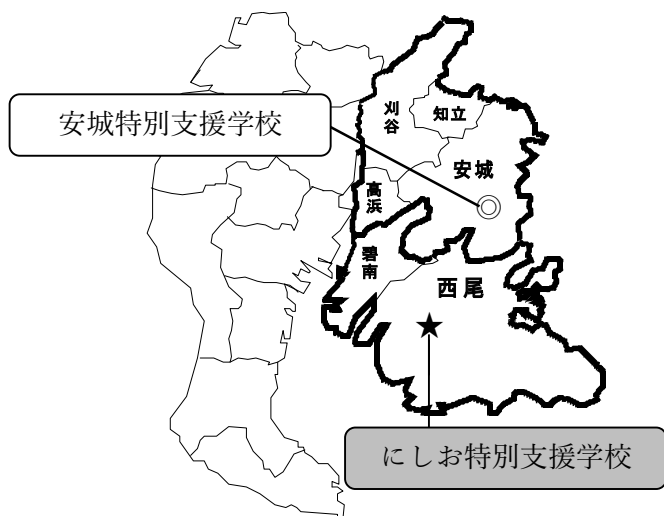 刈谷
知立
安城特別支援学校
安城
高浜
碧南
西尾
にしお特別支援学校